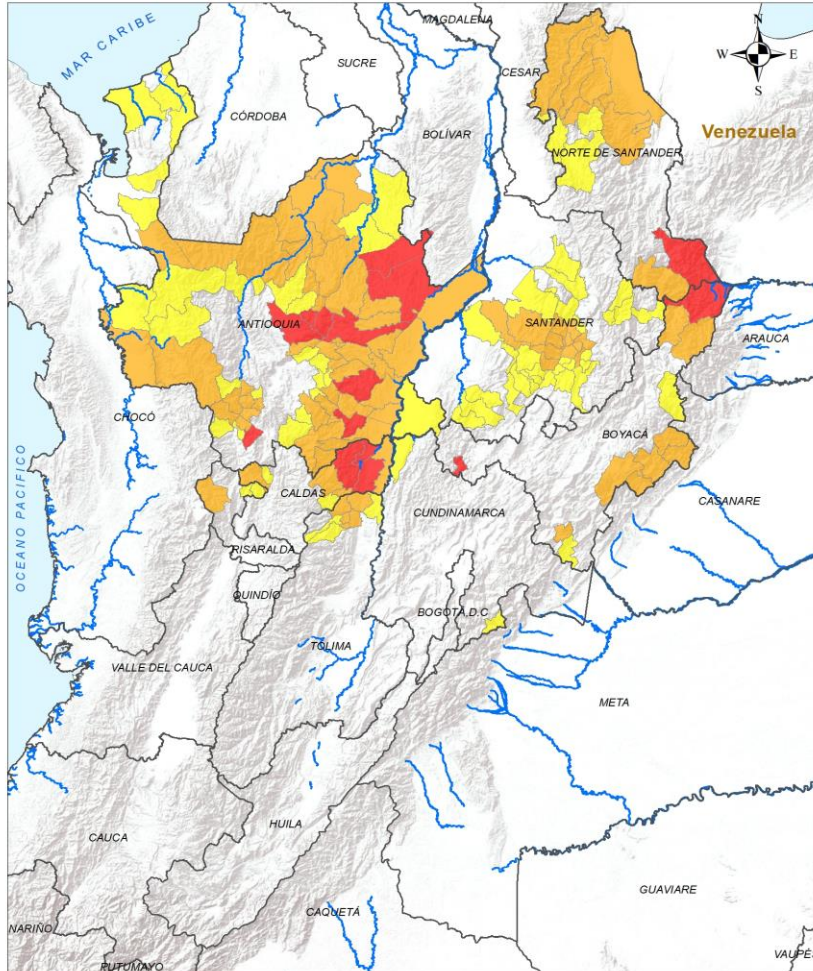 MAGDALENA
N
W E
S
MAR CARIBE
SUCRE
CESAR
CÓRDOBA
BOLÍVAR
Venezuela
NORTE DE SANTANDER
ANTIOQUIA
SANTANDER
ARAUCA
CHOCÓ
BOYACÁ
OCEANO PACIFICO
CALDAS
CUNDINAMARCA
CASANARE
RISARALDA
QUINDÍO
BOGOTÁ, D.C
TOLIMA
VALLE DEL CAUCA
META
HUILA
CAUCA
GUAVIARE
CAQUETÁ
NARIÑO
VAUPÉS
PUTUMAYO